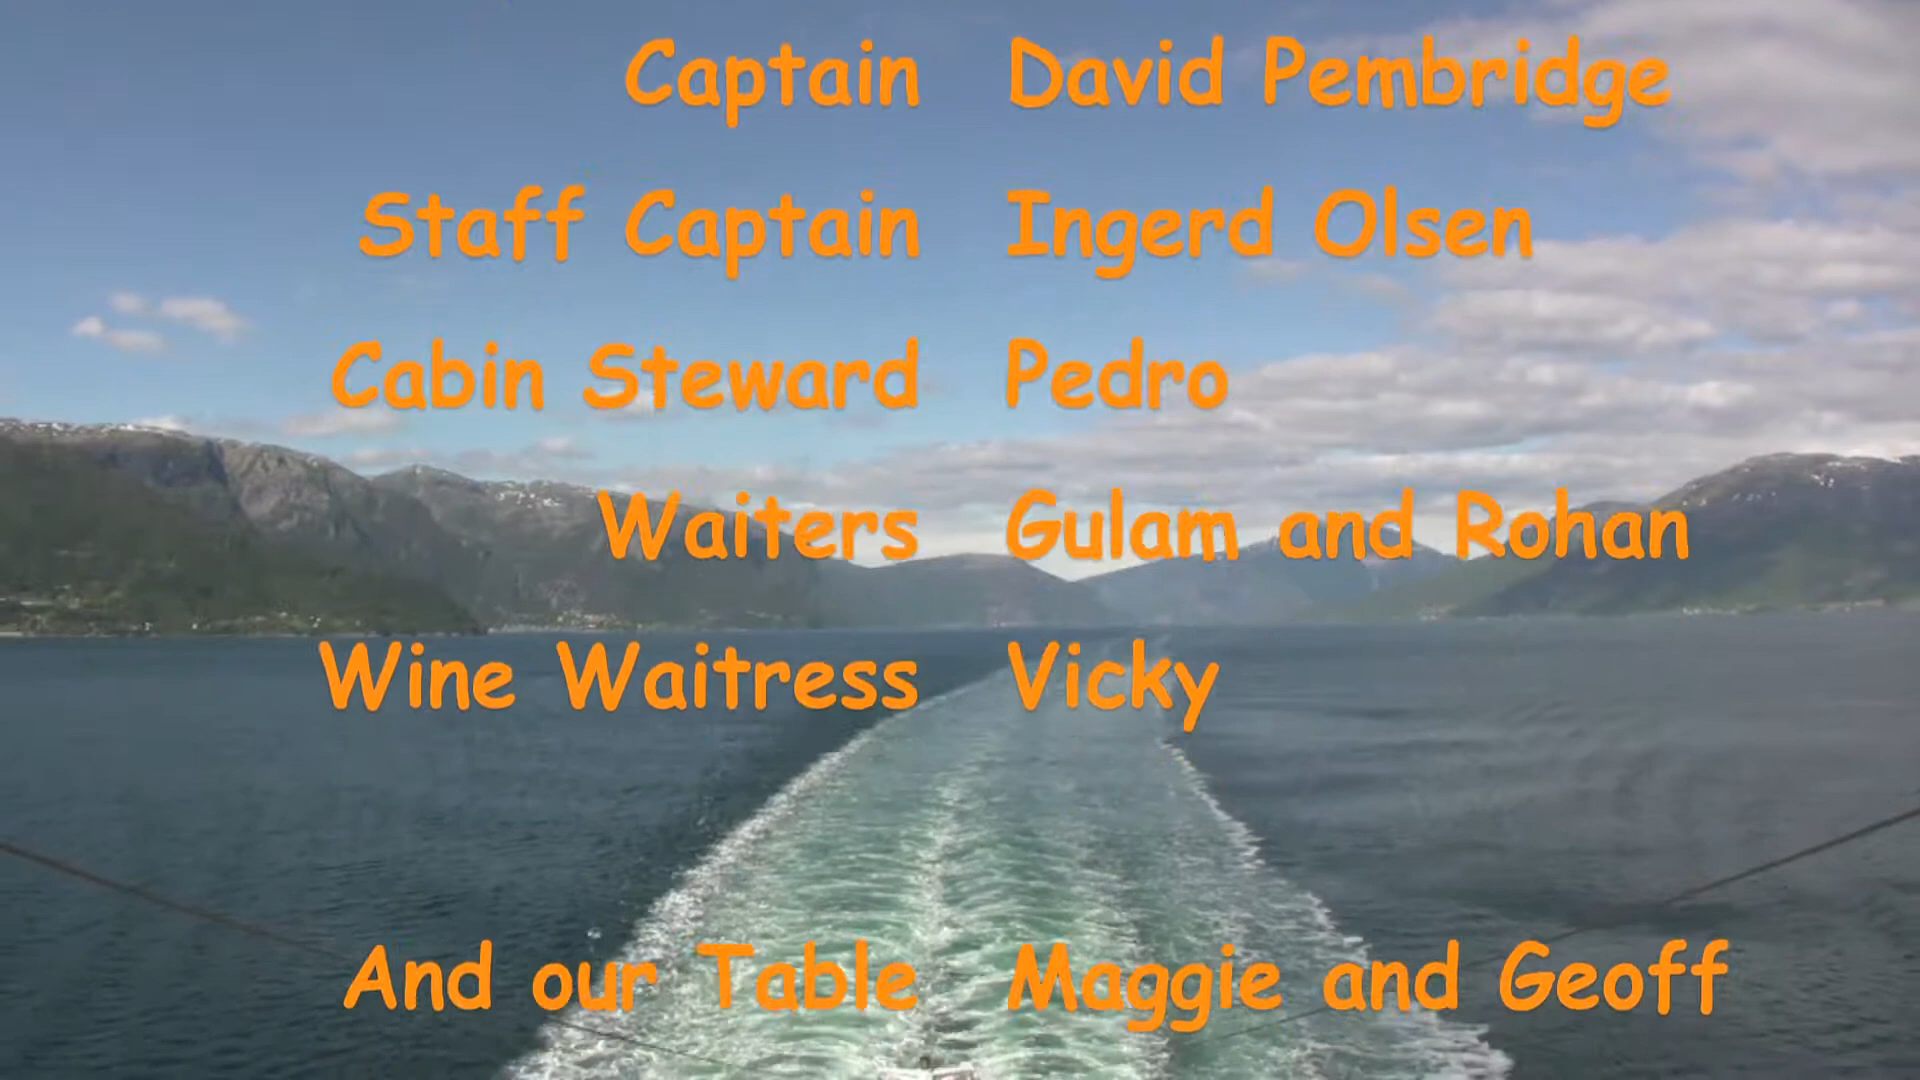 Captain David Pembridge
Staff Captain Ingerd Olsen
Cabin Steward Pedro
Waiters Gulam and Rohan
Wine Waitress Vicky
And our Table Maggie and Geoff